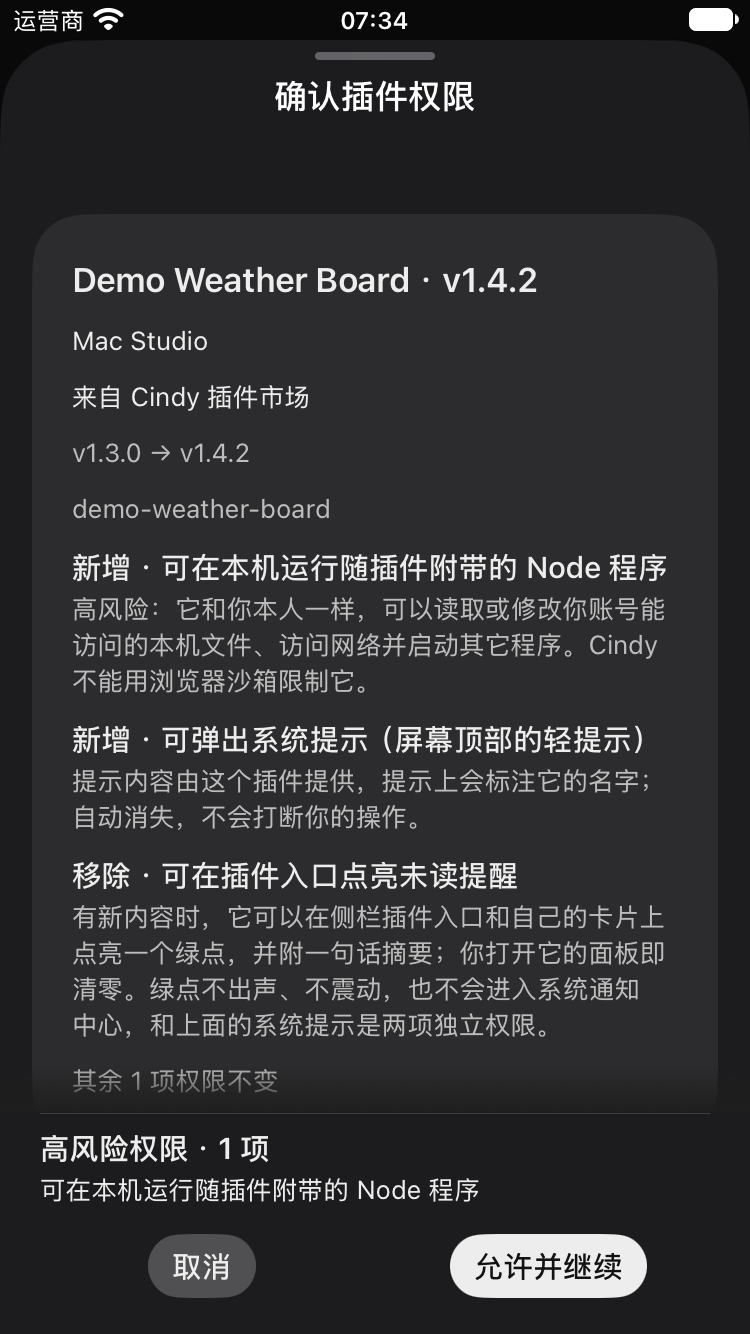 运营商
07:34
确认插件权限
Demo Weather Board · v1.4.2
Mac Studio
来自 Cindy 插件市场
v1.3.0 → v1.4.2
demo-weather-board
新增 · 可在本机运行随插件附带的 Node 程序
高风险：它和你本人一样，可以读取或修改你账号能
访问的本机文件、访问网络并启动其它程序。Cindy
不能用浏览器沙箱限制它。
新增 · 可弹出系统提示（屏幕顶部的轻提示）
提示内容由这个插件提供，提示上会标注它的名字；
自动消失，不会打断你的操作。
移除 · 可在插件入口点亮未读提醒
有新内容时，它可以在侧栏插件入口和自己的卡片上
点亮一个绿点，并附一句话摘要；你打开它的面板即
清零。绿点不出声、不震动，也不会进入系统通知
中心，和上面的系统提示是两项独立权限。
其余 1 项权限不变
高风险权限 · 1 项
可在本机运行随插件附带的 Node 程序
取消
允许并继续